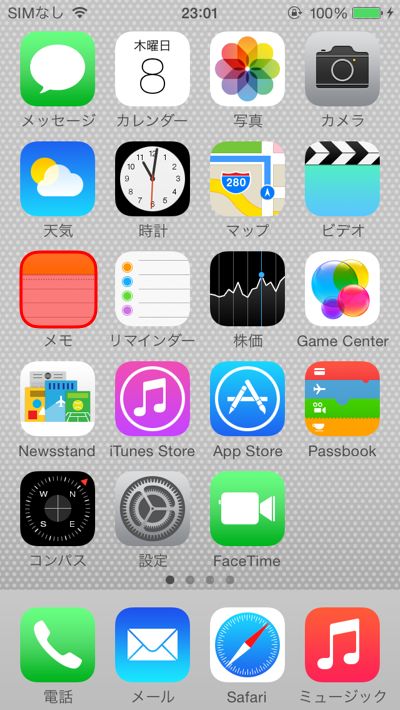 SIMなし 23:01 100%
木曜日
8
メッセージ カレンダー 写真 カメラ
280
天気 時計 マップ ビデオ
メモ リマインダー 株価 Game Center
Newsstand iTunes Store App Store Passbook
N
W
E
S
コンパス 設定 FaceTime
電話 メール Safari ミュージック